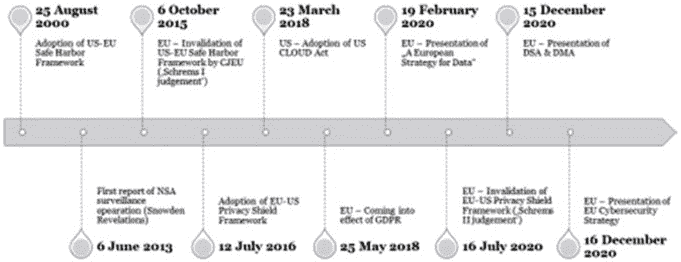 25 August
2000
Adoption of US-EU
Safe Harbor
Framework
6 October
2015
EU – Invalidation of
US-EU Safe Harbor
Framework by CJEU
(„Schrems I
judgement")
23 March
2018
US – Adoption of US
CLOUD Act
19 February
2020
EU – Presentation of
„A European
Strategy for Data"
15 December
2020
EU – Presentation of
DSA & DMA
First report of NSA
surveillance
opearation (Snowden
Revelations)
6 June 2013
Adoption of EU-US
Privacy Shield
Framework
12 July 2016
EU – Coming into
effect of GDPR
25 May 2018
EU – Invalidation of
EU-US Privacy Shield
Framework („Schrems
II judgement")
16 July 2020
EU – Presentation of
EU Cybersecurity
Strategy
16 December
2020